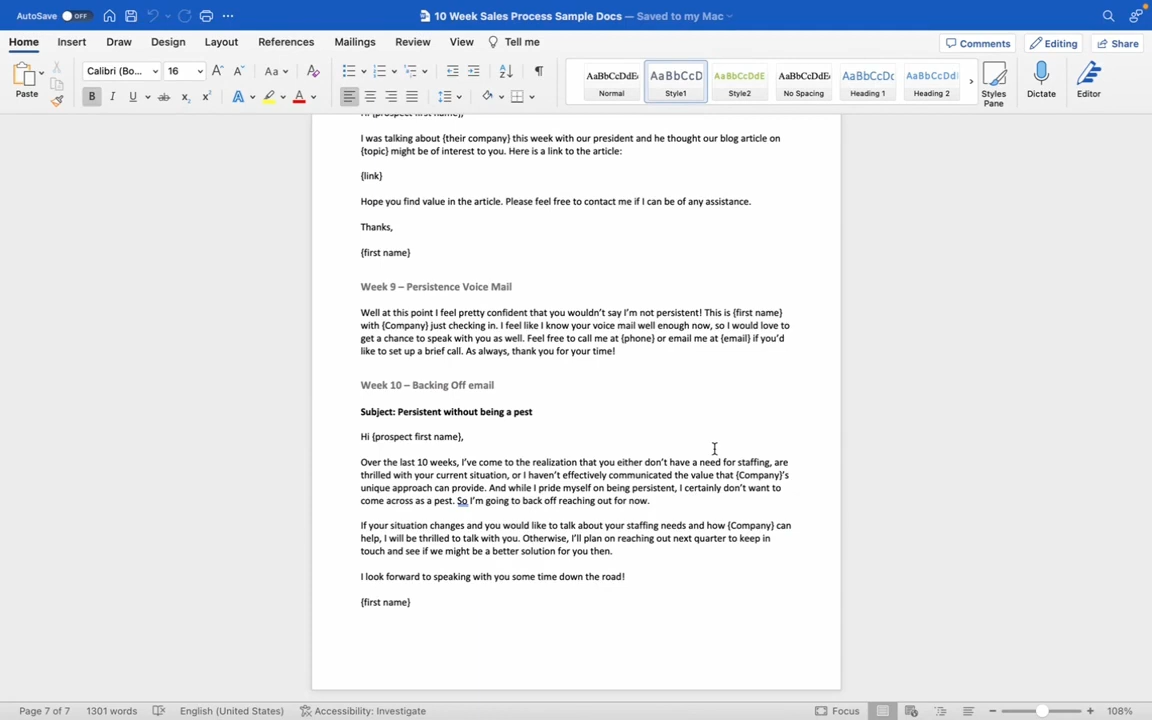 AutoSave OFF 10 Week Sales Process Sample Docs — Saved to my Mac
Home Insert Draw Design Layout References Mailings Review View Tell me Comments Editing Share
Paste Calibri (Bo... 16 Aa AaBbCcDdEe AaBbCcD AaBbCcDdE AaBbCcDdEe AaBbCcDc AaBbCcDdI
Normal Style1 Style2 No Spacing Heading 1 Heading 2 Styles Pane Dictate Editor
Hi {prospect first name},
I was talking about {their company} this week with our president and he thought our blog article on
{topic} might be of interest to you. Here is a link to the article:
{link}
Hope you find value in the article. Please feel free to contact me if I can be of any assistance.
Thanks,
{first name}
Week 9 – Persistence Voice Mail
Well at this point I feel pretty confident that you wouldn't say I'm not persistent! This is {first name}
with {Company} just checking in. I feel like I know your voice mail well enough now, so I would love to
get a chance to speak with you as well. Feel free to call me at {phone} or email me at {email} if you'd
like to set up a brief call. As always, thank you for your time!
Week 10 – Backing Off email
Subject: Persistent without being a pest
Hi {prospect first name},
Over the last 10 weeks, I've come to the realization that you either don't have a need for staffing, are
thrilled with your current situation, or I haven't effectively communicated the value that {Company}'s
unique approach can provide. And while I pride myself on being persistent, I certainly don't want to
come across as a pest. So I'm going to back off reaching out for now.
If your situation changes and you would like to talk about your staffing needs and how {Company} can
help, I will be thrilled to talk with you. Otherwise, I'll plan on reaching out next quarter to keep in
touch and see if we might be a better solution for you then.
I look forward to speaking with you some time down the road!
{first name}
Page 7 of 7 1301 words English (United States) Accessibility: Investigate Focus 108%